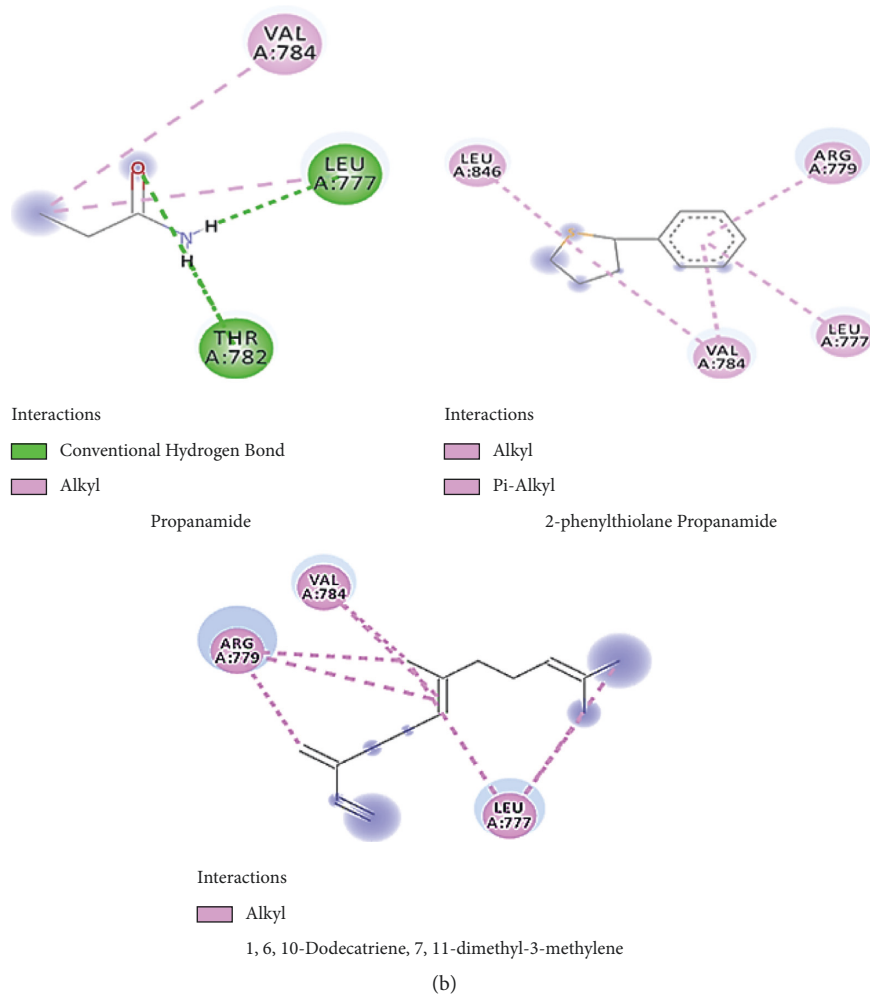 VAL
A:784
LEU
A:777
O
H
N
H
THR
A:782
Interactions
Conventional Hydrogen Bond
Alkyl
Propanamide
LEU
A:846
ARG
A:779
S
VAL
A:784
LEU
A:777
Interactions
Alkyl
Pi-Alkyl
2-phenylthiolane Propanamide
VAL
A:784
ARG
A:779
LEU
A:777
Interactions
Alkyl
1, 6, 10-Dodecatriene, 7, 11-dimethyl-3-methylene
(b)